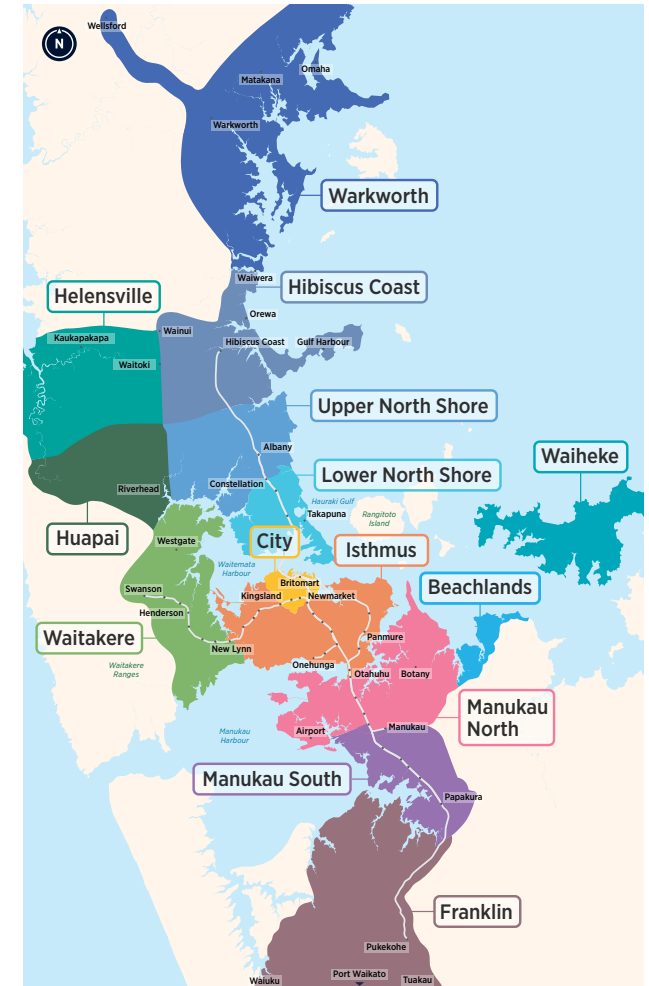 Wellsford
N
Omaha
Matakana
Warkworth
Warkworth
Waiwera
Hibiscus Coast
Helensville
Orewa
Wainui
Kaukapakapa
Hibiscus Coast
Gulf Harbour
Waitoki
Upper North Shore
Albany
Waiheke
Lower North Shore
Constellation
Riverhead
Hauraki Gulf
Takapuna
Rangitoto
Island
Huapai
Westgate
City
Isthmus
Waitemata
Harbour
Britomart
Beachlands
Swanson
Kingsland
Newmarket
Henderson
Waitakere
Panmure
New Lynn
Onehunga
Waitakere
Ranges
Otahuhu
Botany
Manukau
North
Manukau
Harbour
Airport
Manukau
Manukau South
Papakura
Franklin
Pukekohe
Port Waikato
Waiuku
Tuakau